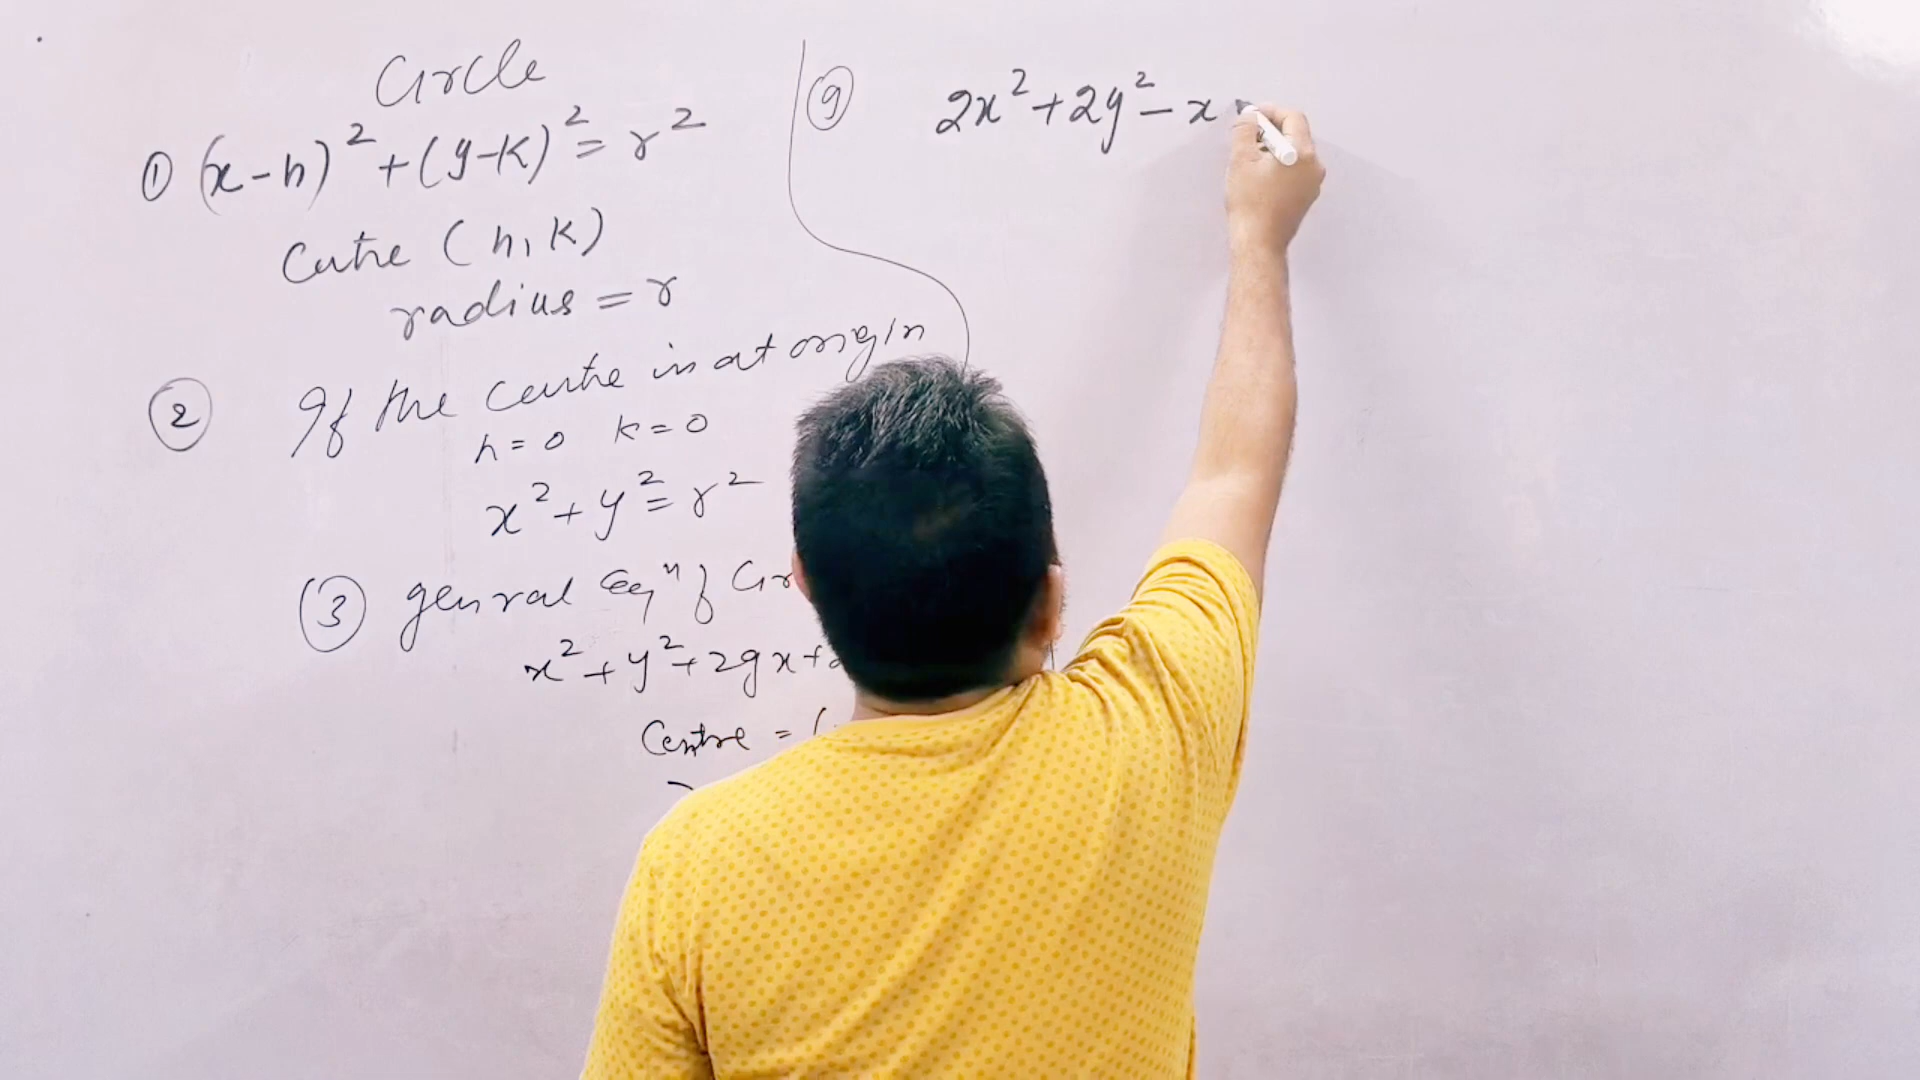 Circle
① (x-h)² + (y-k)² = r²
Centre (h, k)
radius = r
② If the centre is at origin
h = 0 k = 0
x² + y² = r²
③ general Eqⁿ of Cir
x² + y² + 2gx +
Centre = (
⑨ 2x² + 2y² - x